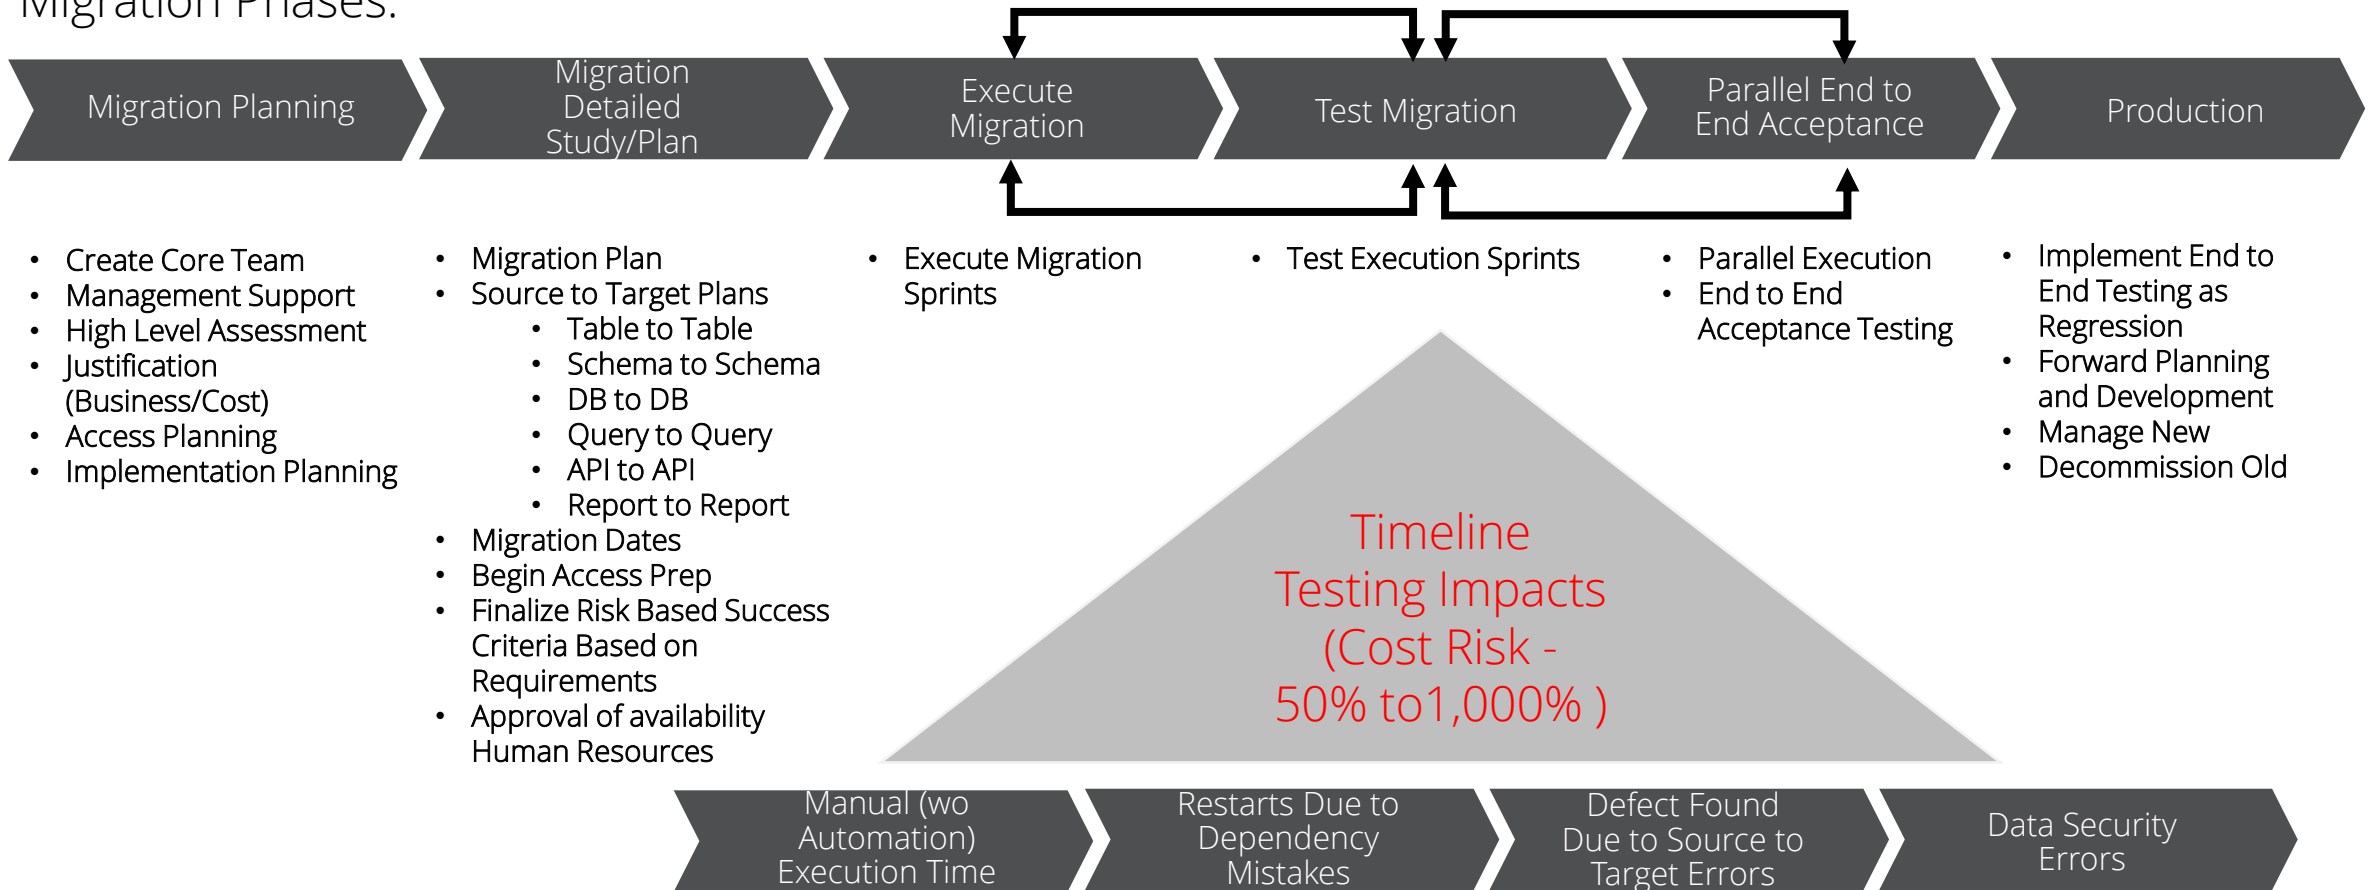 Migration Phases:
Migration Planning
Migration
Detailed
Study/Plan
Execute
Migration
Test Migration
Parallel End to
End Acceptance
Production
• Create Core Team
• Management Support
• High Level Assessment
• Justification
(Business/Cost)
• Access Planning
• Implementation Planning
• Migration Plan
• Source to Target Plans
• Table to Table
• Schema to Schema
• DB to DB
• Query to Query
• API to API
• Report to Report
• Migration Dates
• Begin Access Prep
• Finalize Risk Based Success
Criteria Based on
Requirements
• Approval of availability
Human Resources
• Execute Migration
Sprints
• Test Execution Sprints
• Parallel Execution
• End to End
Acceptance Testing
• Implement End to
End Testing as
Regression
• Forward Planning
and Development
• Manage New
• Decommission Old
Timeline
Testing Impacts
(Cost Risk -
50% to1,000% )
Manual (wo
Automation)
Execution Time
Restarts Due to
Dependency
Mistakes
Defect Found
Due to Source to
Target Errors
Data Security
Errors